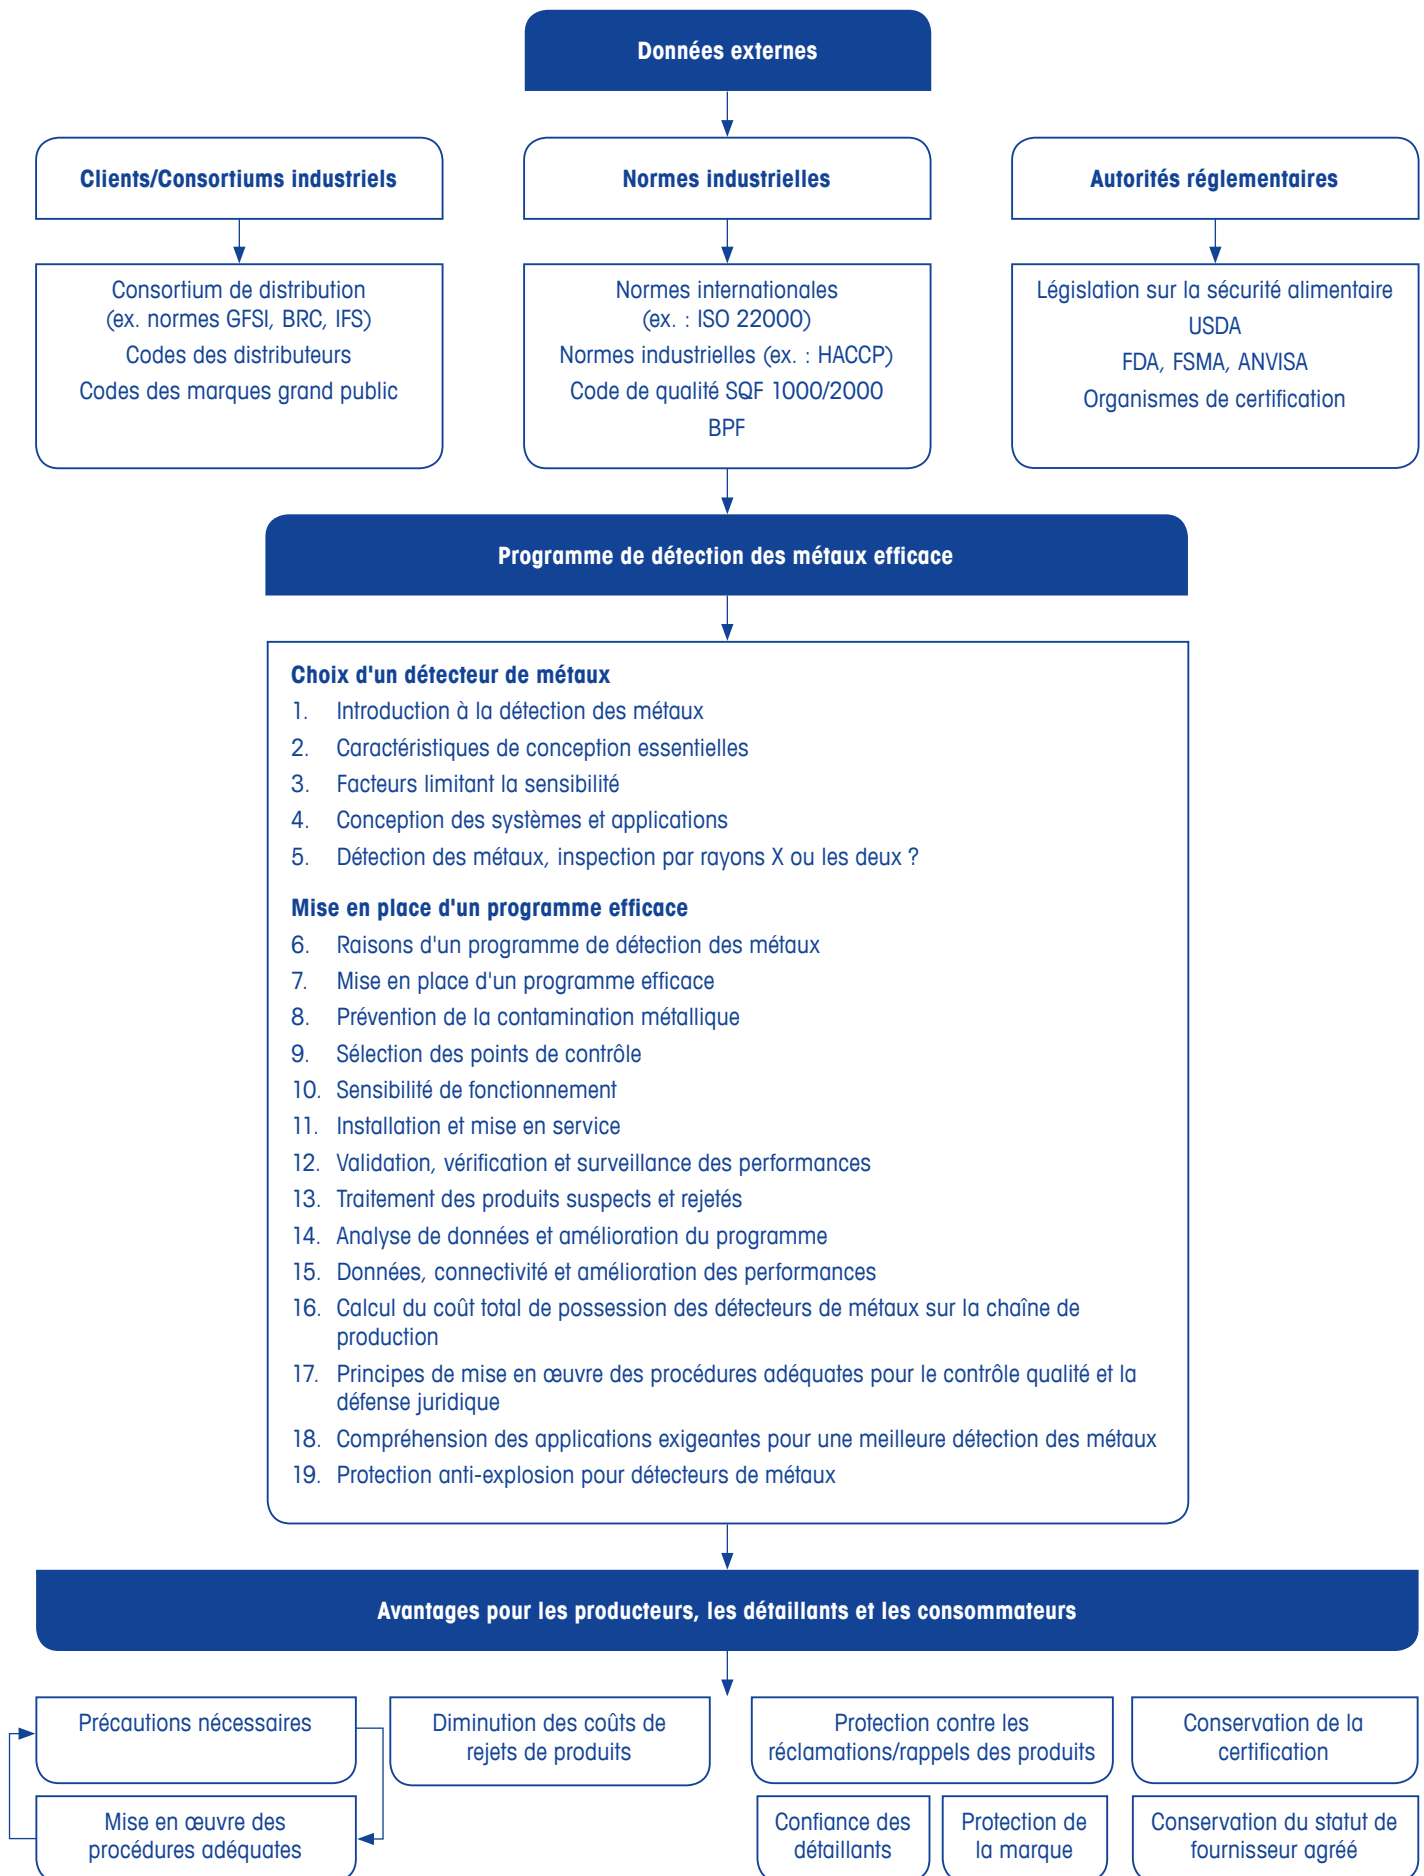 Données externes
Clients/Consortiums industriels
Normes industrielles
Autorités réglementaires
Consortium de distribution
(ex. normes GFSI, BRC, IFS)
Codes des distributeurs
Codes des marques grand public
Normes internationales
(ex. : ISO 22000)
Normes industrielles (ex. : HACCP)
Code de qualité SQF 1000/2000
BPF
Législation sur la sécurité alimentaire
USDA
FDA, FSMA, ANVISA
Organismes de certification
Programme de détection des métaux efficace
Choix d'un détecteur de métaux
1. Introduction à la détection des métaux
2. Caractéristiques de conception essentielles
3. Facteurs limitant la sensibilité
4. Conception des systèmes et applications
5. Détection des métaux, inspection par rayons X ou les deux ?
Mise en place d'un programme efficace
6. Raisons d'un programme de détection des métaux
7. Mise en place d'un programme efficace
8. Prévention de la contamination métallique
9. Sélection des points de contrôle
10. Sensibilité de fonctionnement
11. Installation et mise en service
12. Validation, vérification et surveillance des performances
13. Traitement des produits suspects et rejetés
14. Analyse de données et amélioration du programme
15. Données, connectivité et amélioration des performances
16. Calcul du coût total de possession des détecteurs de métaux sur la chaîne de
production
17. Principes de mise en œuvre des procédures adéquates pour le contrôle qualité et la
défense juridique
18. Compréhension des applications exigeantes pour une meilleure détection des métaux
19. Protection anti-explosion pour détecteurs de métaux
Avantages pour les producteurs, les détaillants et les consommateurs
Précautions nécessaires
Diminution des coûts de
rejets de produits
Protection contre les
réclamations/rappels des produits
Conservation de la
certification
Mise en œuvre des
procédures adéquates
Confiance des
détaillants
Protection de
la marque
Conservation du statut de
fournisseur agréé